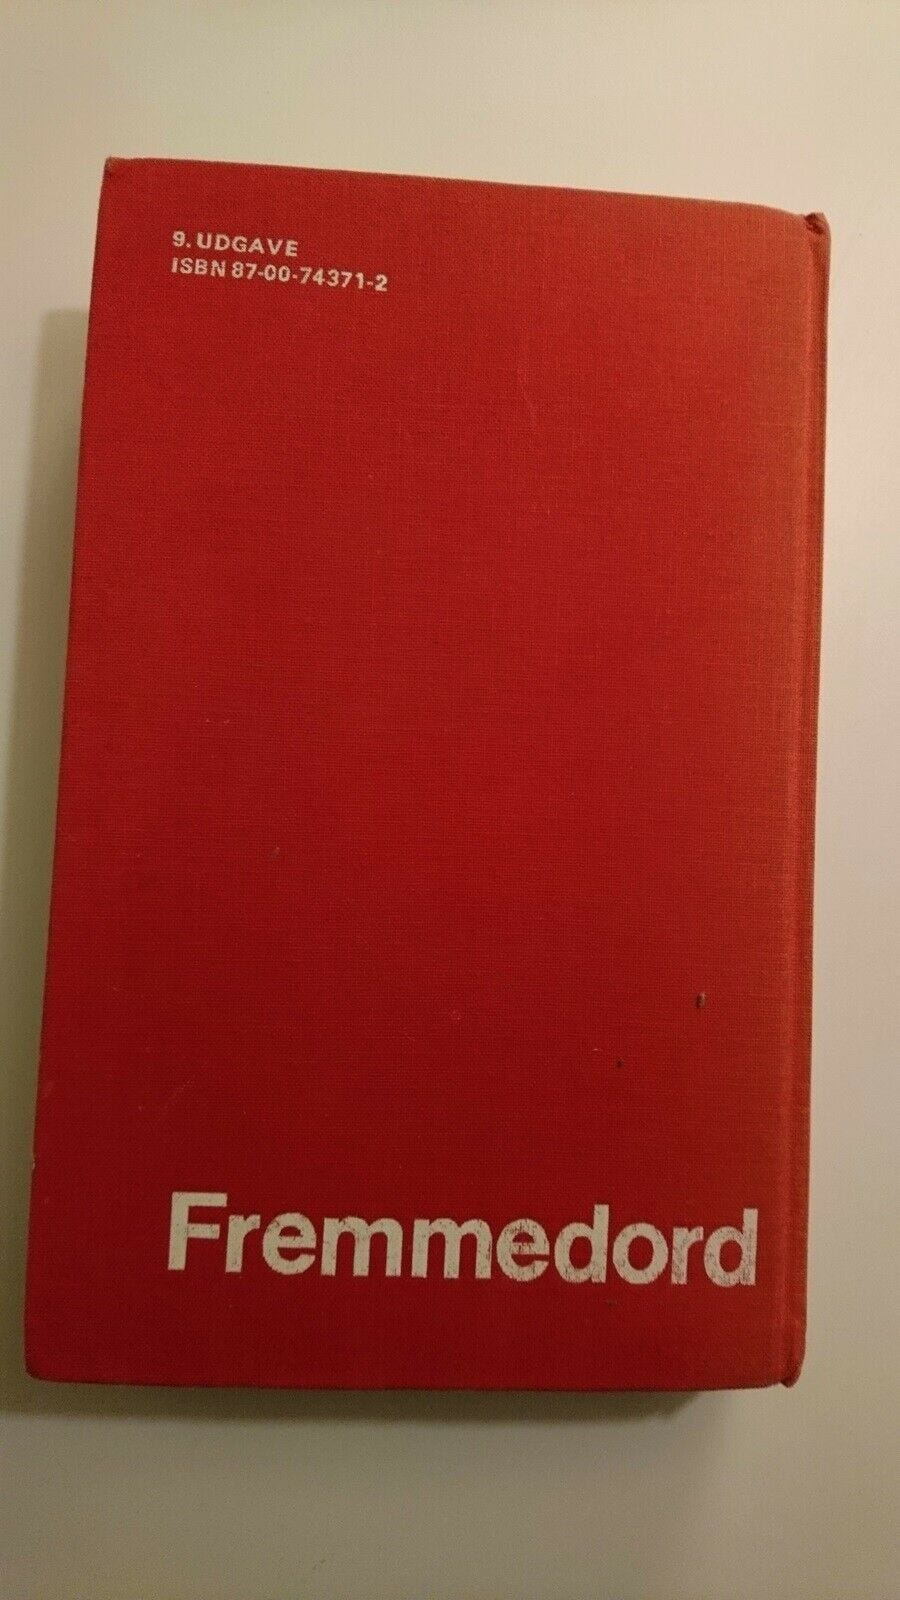 9. UDGAVE
ISBN 87-00-74371-2
Fremmedord